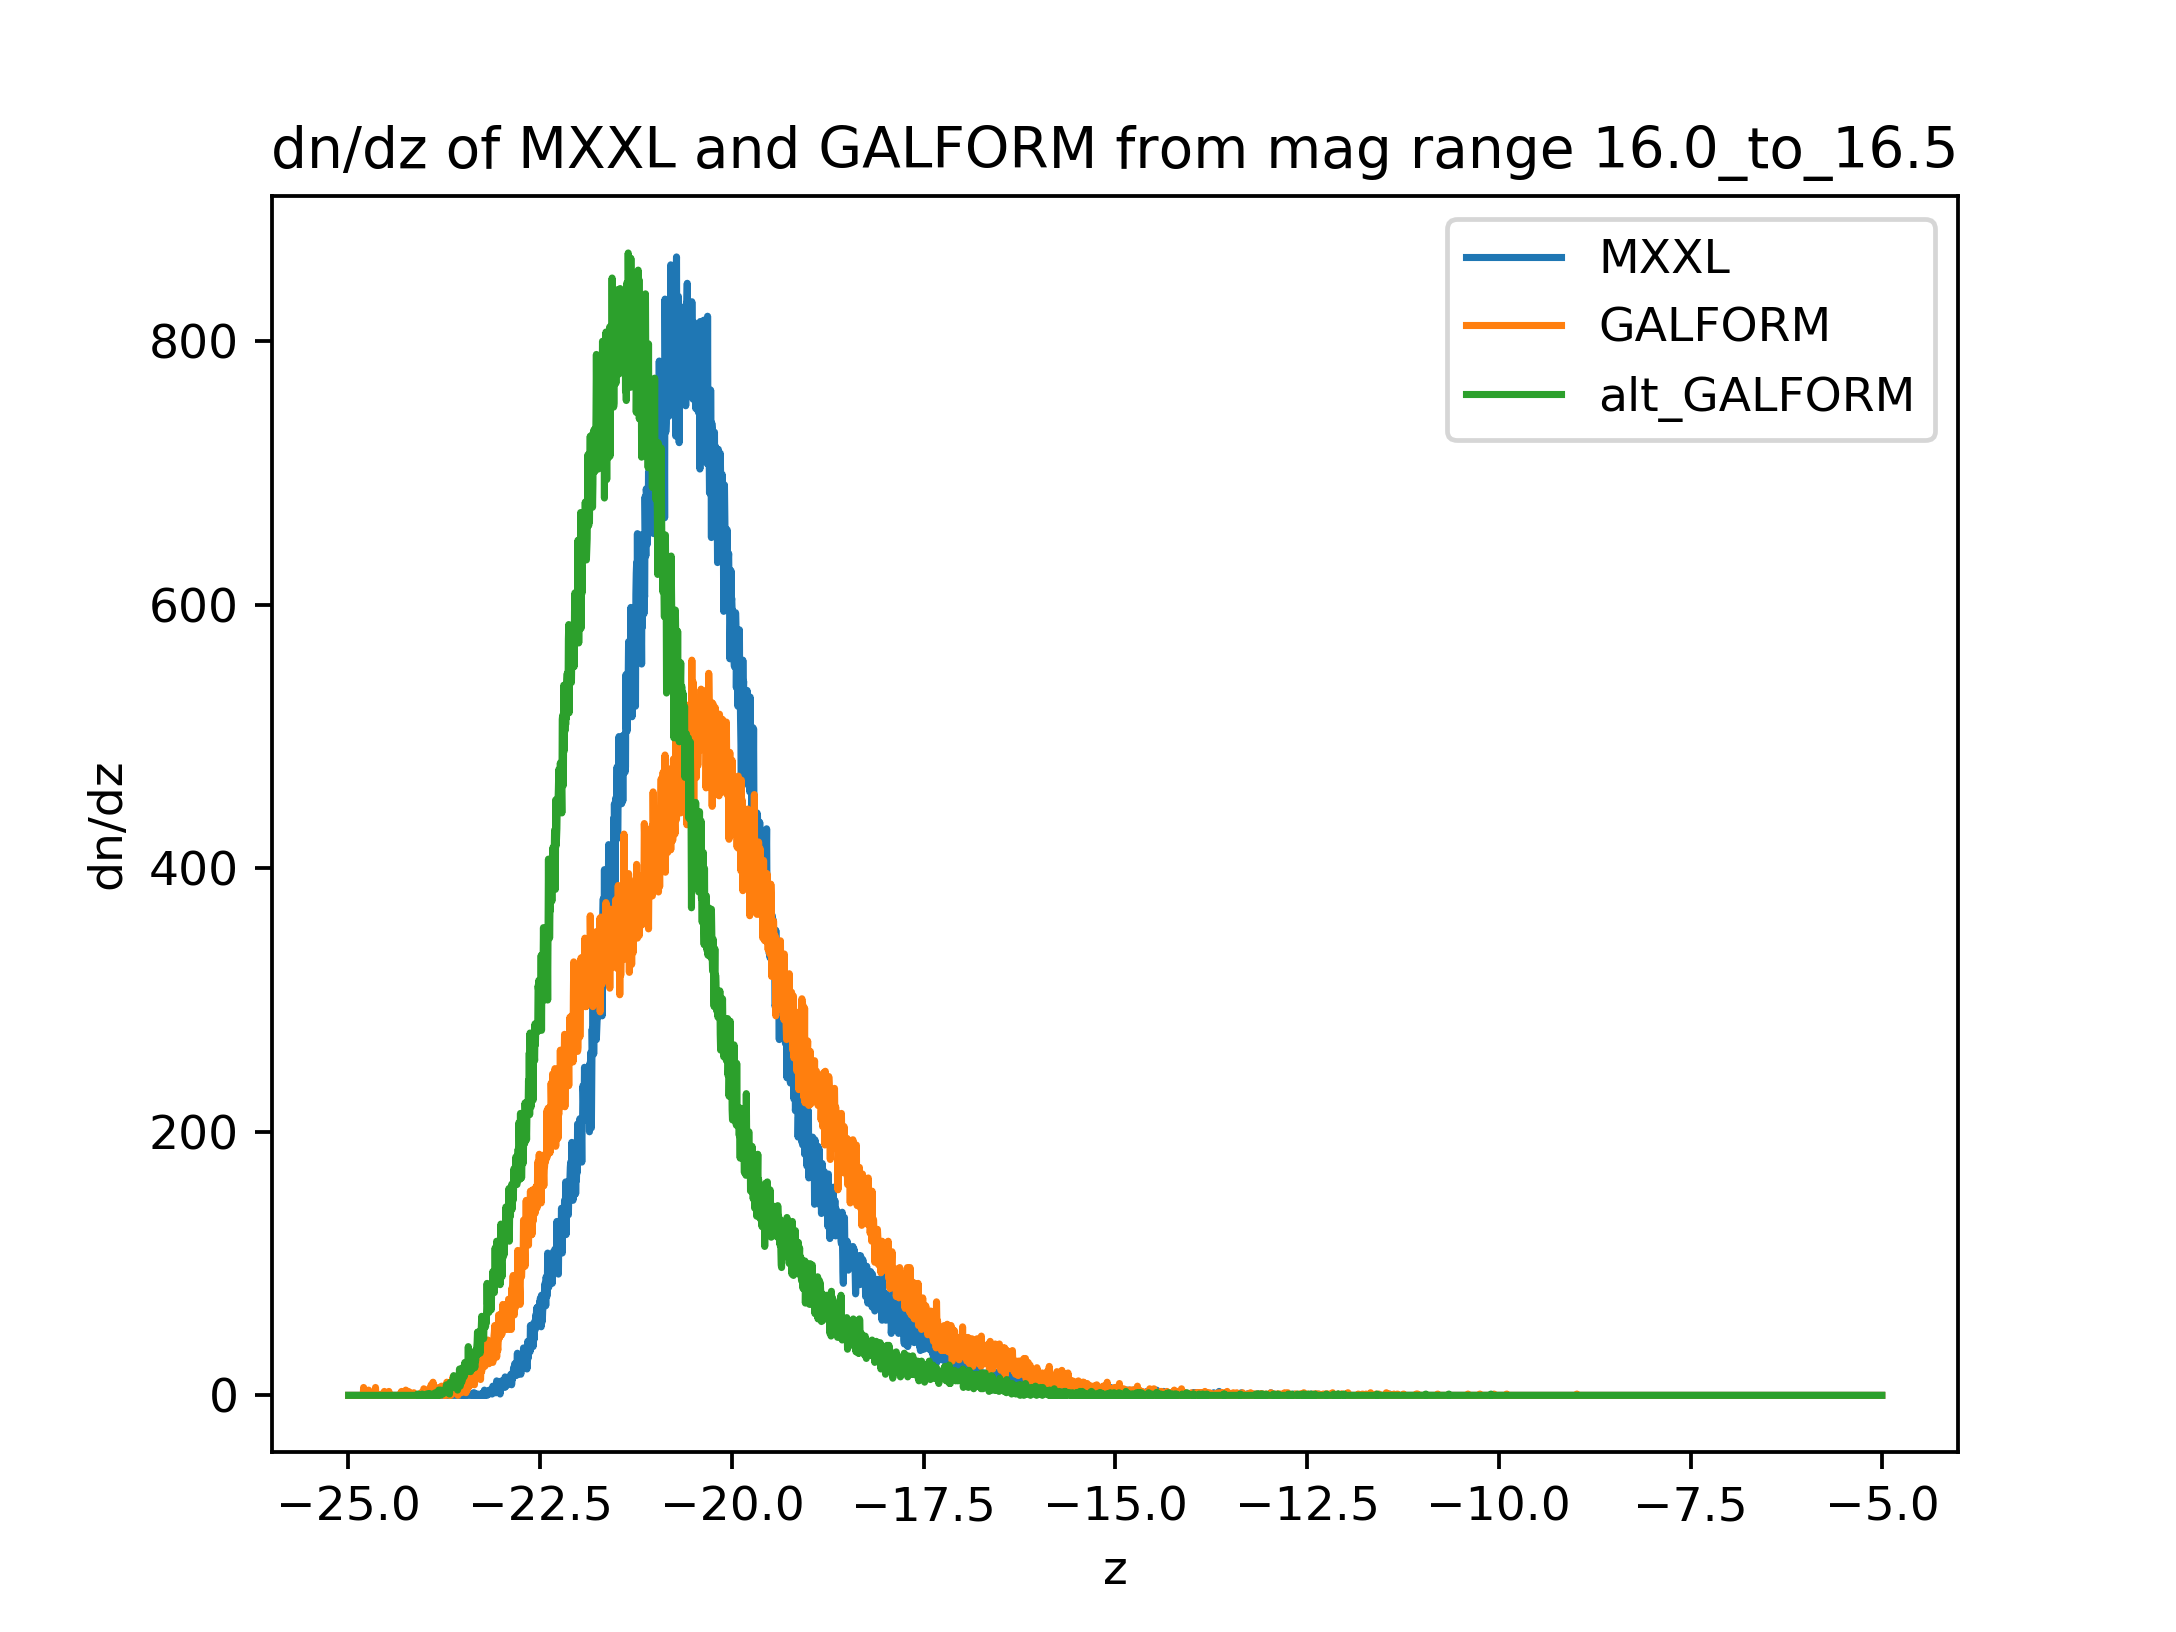 dn/dz of MXXL and GALFORM from mag range 16.0_to_16.5
MXXL
GALFORM
alt_GALFORM
dn/dz
800
600
400
200
0
−25.0 −22.5 −20.0 −17.5 −15.0 −12.5 −10.0 −7.5 −5.0
z